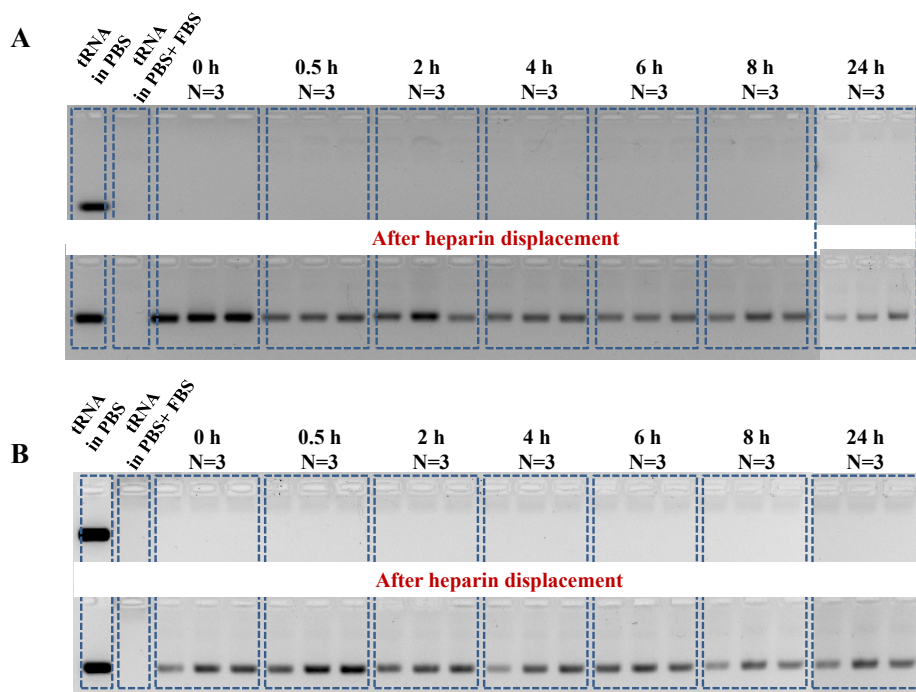 A
tRNA
in PBS
tRNA
in PBS+ FBS
0 h
N=3
0.5 h
N=3
2 h
N=3
4 h
N=3
6 h
N=3
8 h
N=3
24 h
N=3
After heparin displacement
B
tRNA
in PBS
tRNA
in PBS+ FBS
0 h
N=3
0.5 h
N=3
2 h
N=3
4 h
N=3
6 h
N=3
8 h
N=3
24 h
N=3
After heparin displacement